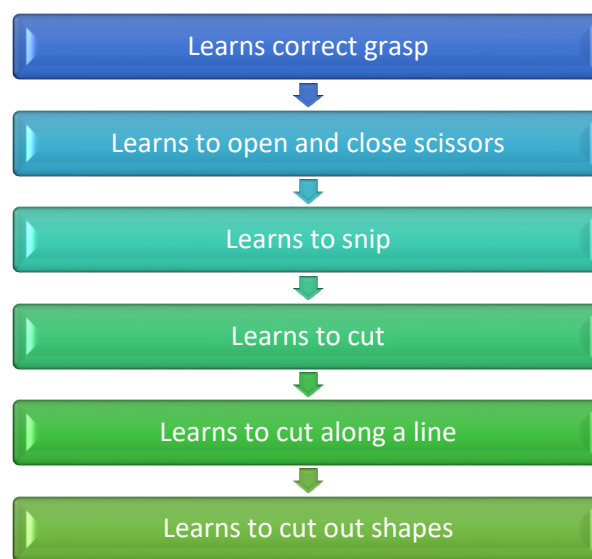 Learns correct grasp
Learns to open and close scissors
Learns to snip
Learns to cut
Learns to cut along a line
Learns to cut out shapes